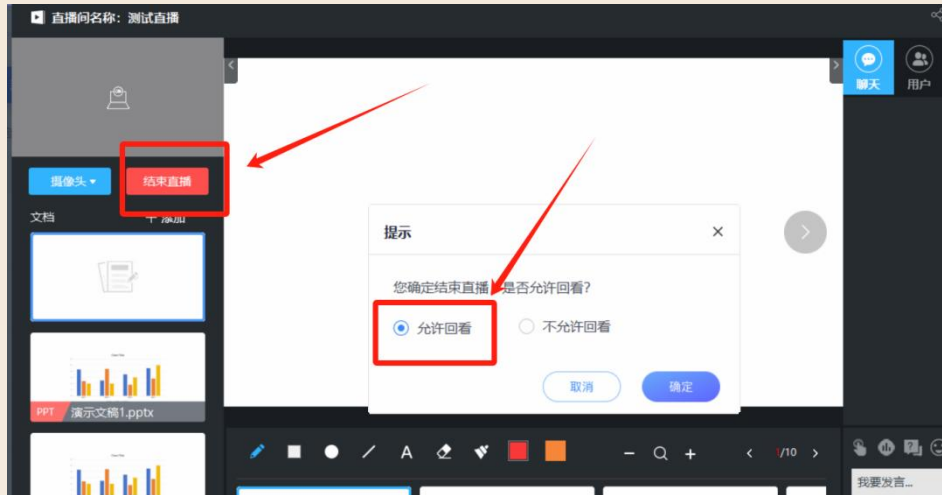 直播间名称：测试直播
聊天
用户
摄像头
结束直播
文档
十 添加
提示
您确定结束直播 是否允许回看?
允许回看
不允许回看
取消
确定
PPT 演示文稿1.pptx
A
1/10
我要发言...